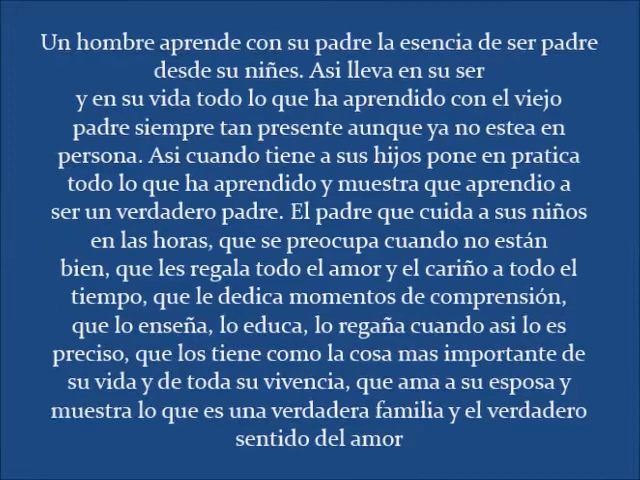 Un hombre aprende con su padre la esencia de ser padre
desde su niñes. Asi lleva en su ser
y en su vida todo lo que ha aprendido con el viejo
padre siempre tan presente aunque ya no estea en
persona. Asi cuando tiene a sus hijos pone en pratica
todo lo que ha aprendido y muestra que aprendio a
ser un verdadero padre. El padre que cuida a sus niños
en las horas, que se preocupa cuando no están
bien, que les regala todo el amor y el cariño a todo el
tiempo, que le dedica momentos de comprensión,
que lo enseña, lo educa, lo regaña cuando asi lo es
preciso, que los tiene como la cosa mas importante de
su vida y de toda su vivencia, que ama a su esposa y
muestra lo que es una verdadera familia y el verdadero
sentido del amor